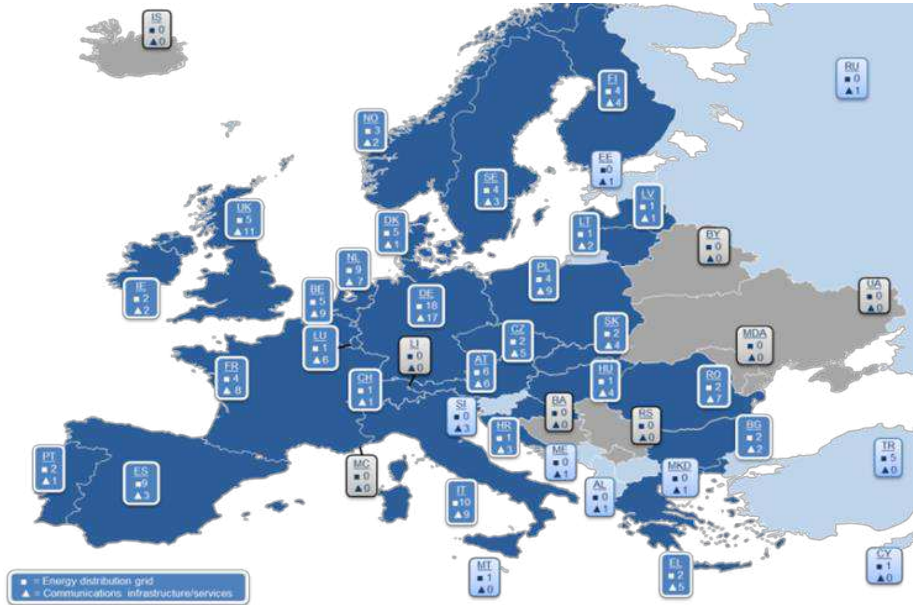 IS
■ 0
▲ 0
RU
■ 0
▲ 1
FI
■ 4
▲ 4
NO
■ 3
▲ 2
EE
■ 0
▲ 1
SE
■ 4
▲ 3
LV
■ 1
▲ 1
UK
■ 5
▲ 11
DK
■ 5
▲ 1
LT
■ 1
▲ 2
BY
■ 0
▲ 0
NL
■ 9
▲ 7
PL
■ 4
▲ 9
IE
■ 2
▲ 2
BE
■ 5
▲ 9
DE
■ 18
▲ 17
UA
■ 0
▲ 0
LU
■ 1
▲ 6
LI
■ 0
▲ 0
CZ
■ 2
▲ 5
SK
■ 2
▲ 4
MDA
■ 0
▲ 0
FR
■ 4
▲ 8
CH
■ 1
▲ 1
AT
■ 6
▲ 6
HU
■ 1
▲ 4
RO
■ 2
▲ 7
SI
■ 0
▲ 3
BA
■ 0
▲ 0
RS
■ 0
▲ 0
HR
■ 1
▲ 3
BG
■ 2
▲ 2
PT
■ 2
▲ 1
ES
■ 9
▲ 3
MC
■ 0
▲ 0
ME
■ 0
▲ 1
TR
■ 5
▲ 0
IT
■ 10
▲ 9
AL
■ 0
▲ 1
MKD
■ 0
▲ 1
MT
■ 1
▲ 0
EL
■ 2
▲ 5
CY
■ 1
▲ 0
■ = Energy distribution grid
▲ = Communications infrastructure/services